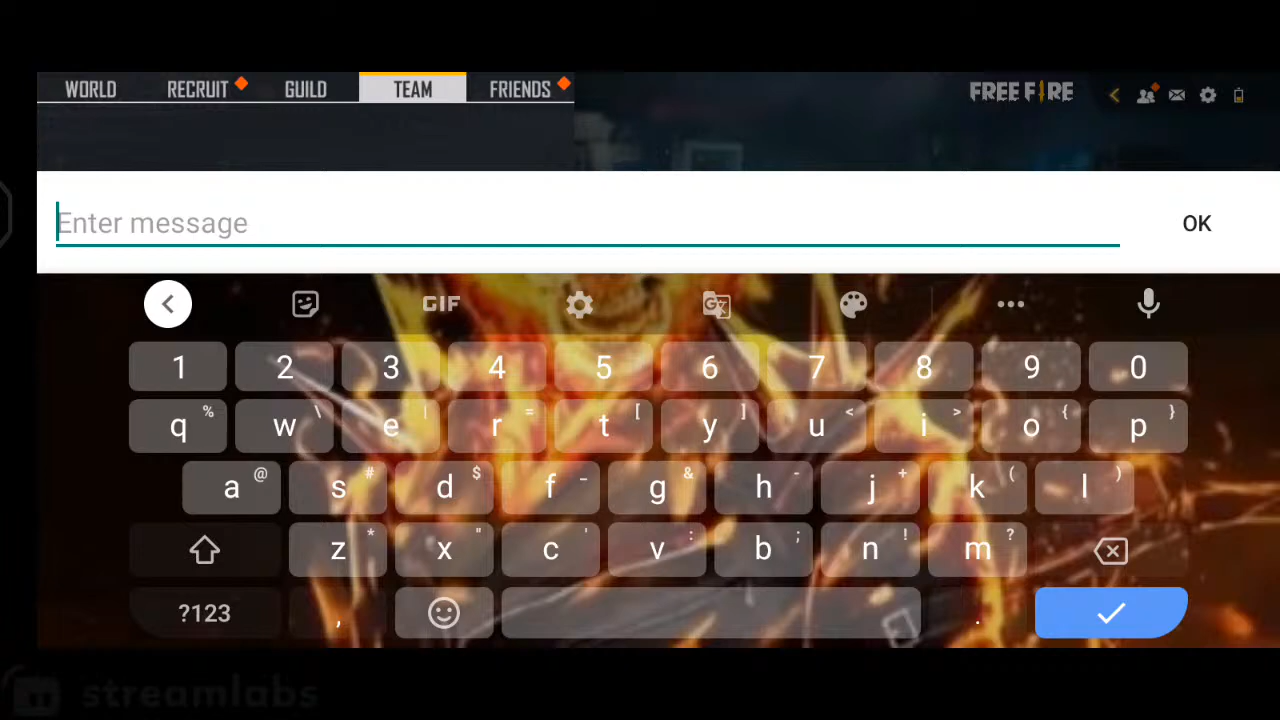 WORLD RECRUIT GUILD TEAM FRIENDS FREE FIRE
Enter message OK
GIF
1 2 3 4 5 6 7 8 9 0
q % w \ e | r = t [ y ] u < i > o { p }
a @ s # d $ f _ g & h - j + k ( l )
z * x " c ' v : b ; n ! m ?
?123 , .
streamlabs